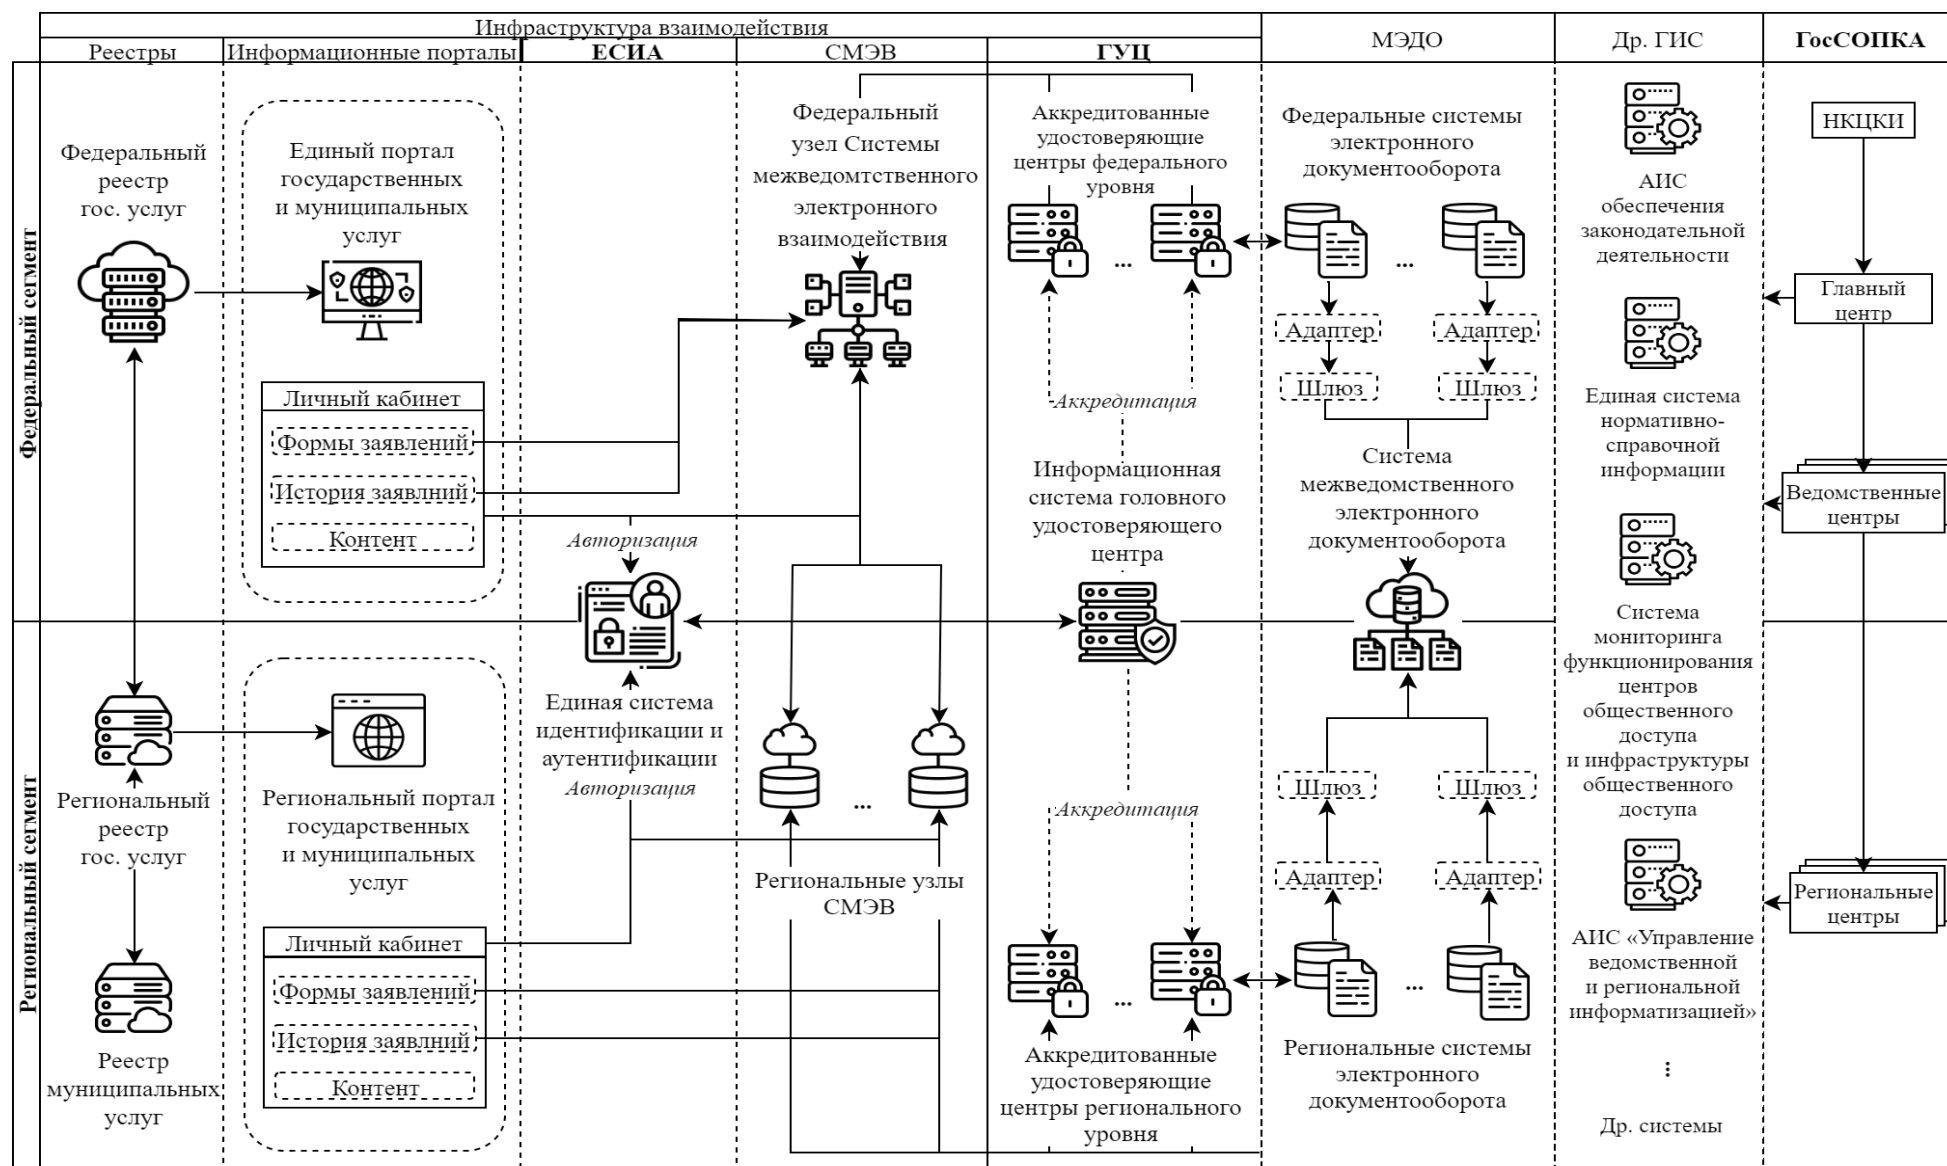 Инфраструктура взаимодействия
МЭДО
Др. ГИС
ГосСОПКА
Реестры
Информационные порталы
ЕСИА
СМЭВ
ГУЦ
Федеральный сегмент
Федеральный
реестр
гос. услуг
Единый портал
государственных
и муниципальных
услуг
Личный кабинет
Формы заявлений
История заявлний
Контент
Авторизация
Федеральный
узел Системы
межведомтственного
электронного
взаимодействия
Аккредитованные
удостоверяющие
центры федерального
уровня
...
Аккредитация
Информационная
система головного
удостоверяющего
центра
Федеральные системы
электронного
документооборота
...
Адаптер
Адаптер
Шлюз
Шлюз
Система
межведомственного
электронного
документооборота
АИС
обеспечения
законодательной
деятельности
Единая система
нормативно-
справочной
информации
Система
мониторинга
функционирования
центров
общественного
доступа
и инфраструктуры
общественного
доступа
АИС «Управление
ведомственной
и региональной
информатизацией»
...
Др. системы
НКЦКИ
Главный
центр
Ведомственные
центры
Региональные
центры
Региональный сегмент
Региональный
реестр
гос. услуг
Реестр
муниципальных
услуг
Региональный портал
государственных
и муниципальных
услуг
Личный кабинет
Формы заявлений
История заявлний
Контент
Единая система
идентификации и
аутентификации
Авторизация
...
Региональные узлы
СМЭВ
Аккредитация
...
Аккредитованные
удостоверяющие
центры регионального
уровня
Шлюз
Шлюз
Адаптер
Адаптер
...
Региональные системы
электронного
документооборота